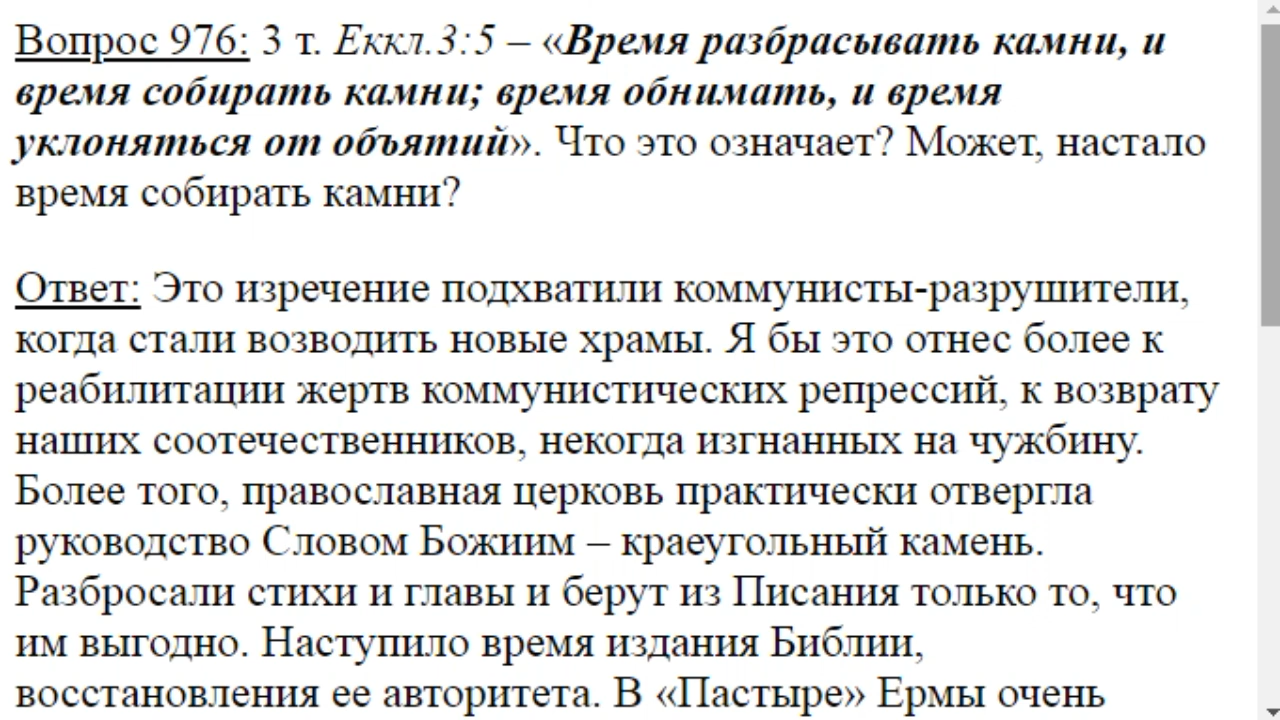 Вопрос 976: 3 т. Еккл.3:5 – «Время разбрасывать камни, и
время собирать камни; время обнимать, и время
уклоняться от объятий». Что это означает? Может, настало
время собирать камни?
Ответ: Это изречение подхватили коммунисты-разрушители,
когда стали возводить новые храмы. Я бы это отнес более к
реабилитации жертв коммунистических репрессий, к возврату
наших соотечественников, некогда изгнанных на чужбину.
Более того, православная церковь практически отвергла
руководство Словом Божиим – краеугольный камень.
Разбросали стихи и главы и берут из Писания только то, что
им выгодно. Наступило время издания Библии,
восстановления ее авторитета. В «Пастыре» Ермы очень